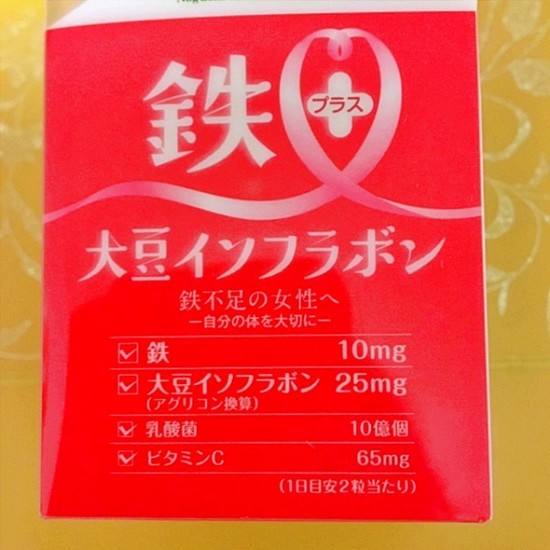 鉄
プラス
大豆イソフラボン
鉄不足の女性へ
ー自分の体を大切にー
鉄 10mg
大豆イソフラボン 25mg
(アグリコン換算)
乳酸菌 10億個
ビタミンC 65mg
(1日目安2粒当たり)